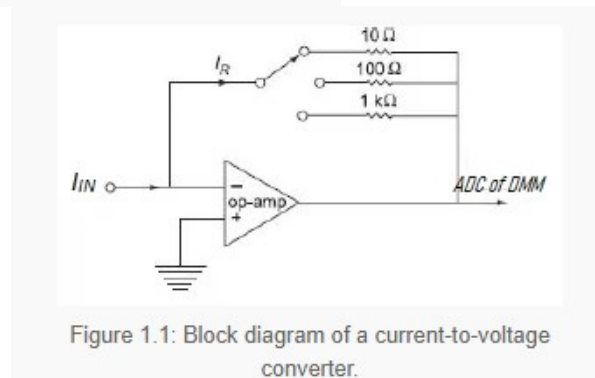 10 Ω
I_R
100 Ω
1 kΩ
I_IN
−
op-amp
+
ADC of DMM
Figure 1.1: Block diagram of a current-to-voltage
converter.